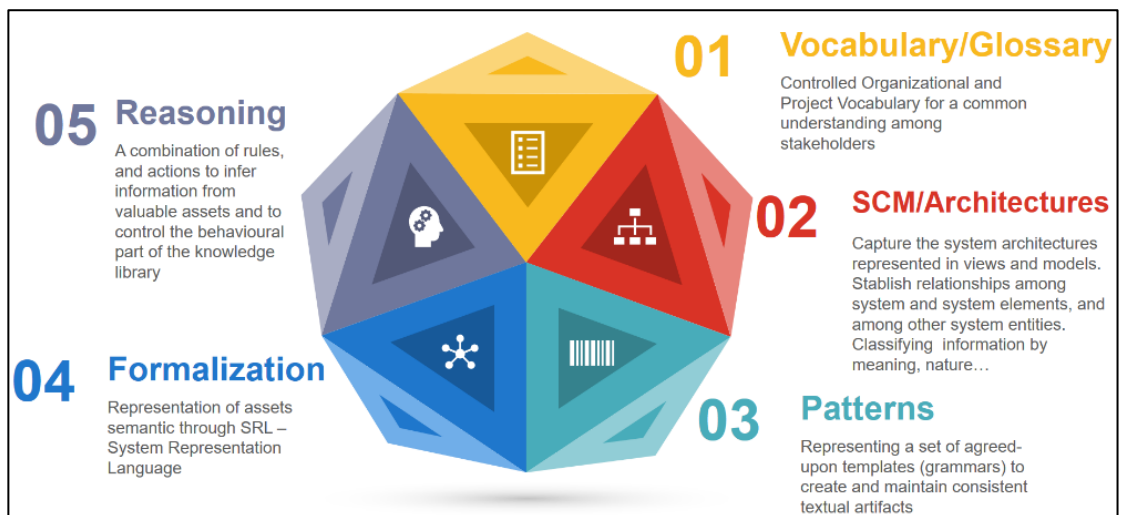 01
Vocabulary/Glossary
Controlled Organizational and
Project Vocabulary for a common
understanding among
stakeholders
02
SCM/Architectures
Capture the system architectures
represented in views and models.
Stablish relationships among
system and system elements, and
among other system entities.
Classifying information by
meaning, nature…
03
Patterns
Representing a set of agreed-
upon templates (grammars) to
create and maintain consistent
textual artifacts
04
Formalization
Representation of assets
semantic through SRL –
System Representation
Language
05
Reasoning
A combination of rules,
and actions to infer
information from
valuable assets and to
control the behavioural
part of the knowledge
library